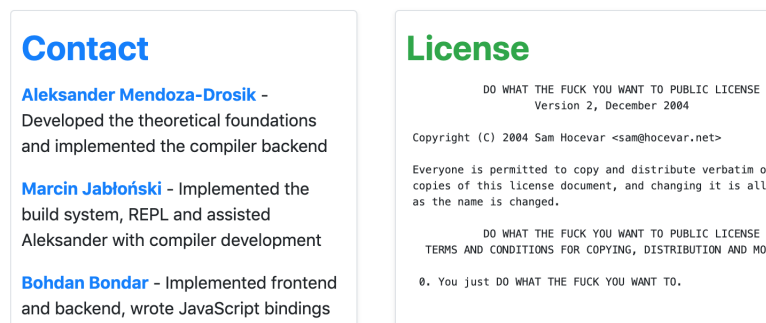 Contact
Aleksander Mendoza-Drosik -
Developed the theoretical foundations
and implemented the compiler backend
Marcin Jabłoński - Implemented the
build system, REPL and assisted
Aleksander with compiler development
Bohdan Bondar - Implemented frontend
and backend, wrote JavaScript bindings
License
DO WHAT THE FUCK YOU WANT TO PUBLIC LICENSE
Version 2, December 2004
Copyright (C) 2004 Sam Hocevar <sam@hocevar.net>
Everyone is permitted to copy and distribute verbatim
copies of this license document, and changing it is
as the name is changed.
DO WHAT THE FUCK YOU WANT TO PUBLIC LICENSE
TERMS AND CONDITIONS FOR COPYING, DISTRIBUTION AND
0. You just DO WHAT THE FUCK YOU WANT TO.